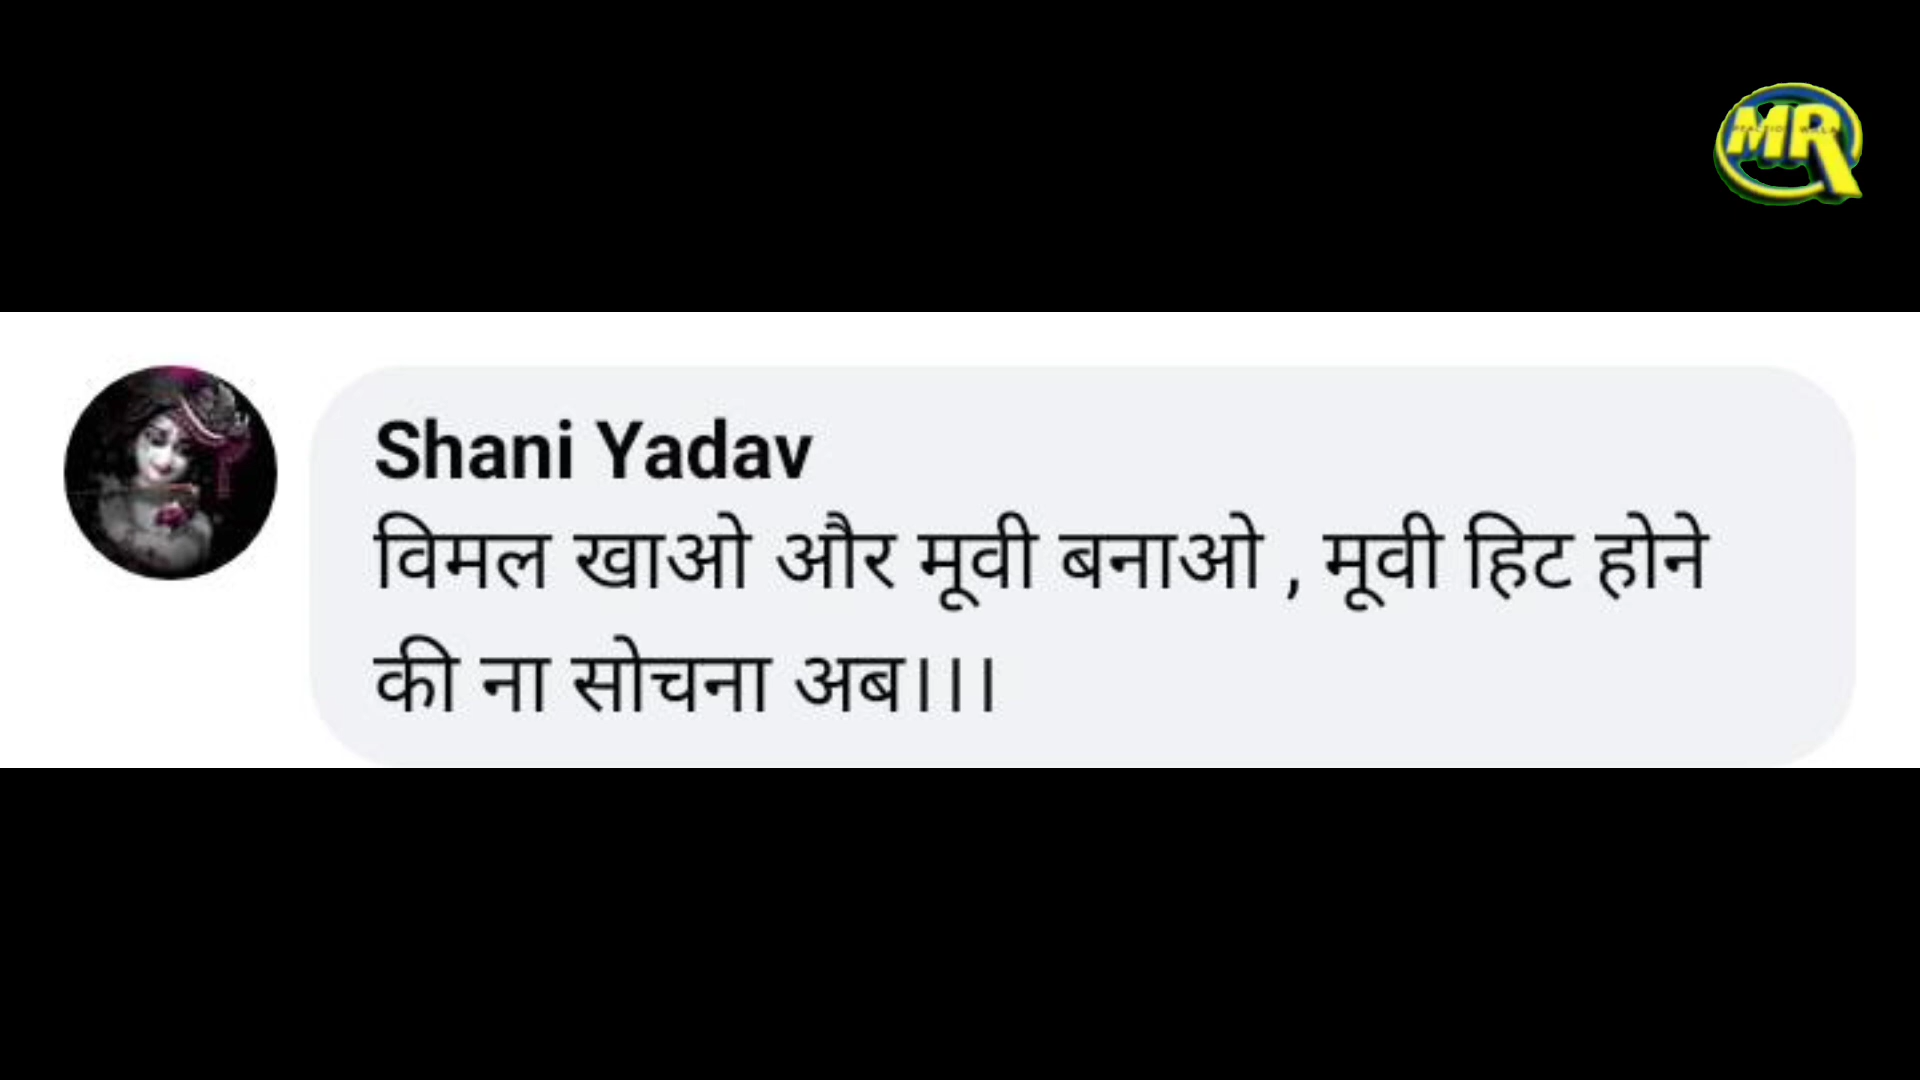 MR
Shani Yadav
विमल खाओ और मूवी बनाओ , मूवी हिट होने
की ना सोचना अब।।।